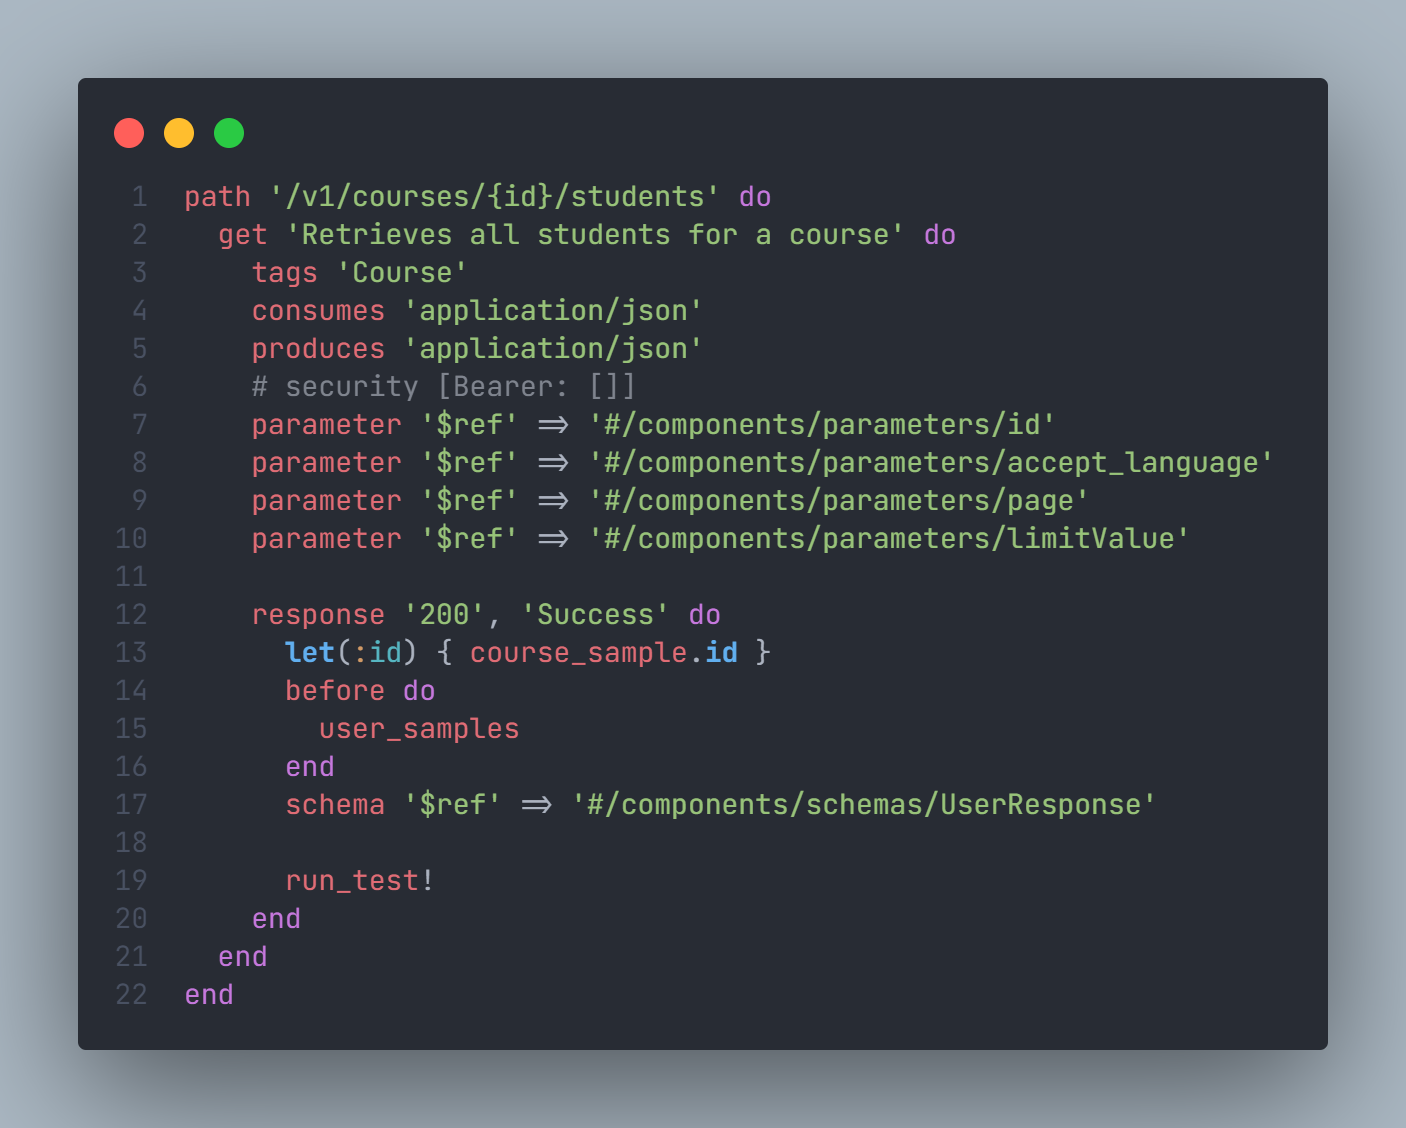 1 path '/v1/courses/{id}/students' do
2   get 'Retrieves all students for a course' do
3     tags 'Course'
4     consumes 'application/json'
5     produces 'application/json'
6     # security [Bearer: []]
7     parameter '$ref' => '#/components/parameters/id'
8     parameter '$ref' => '#/components/parameters/accept_language'
9     parameter '$ref' => '#/components/parameters/page'
10     parameter '$ref' => '#/components/parameters/limitValue'
11
12     response '200', 'Success' do
13       let(:id) { course_sample.id }
14       before do
15         user_samples
16       end
17       schema '$ref' => '#/components/schemas/UserResponse'
18
19       run_test!
20     end
21   end
22 end